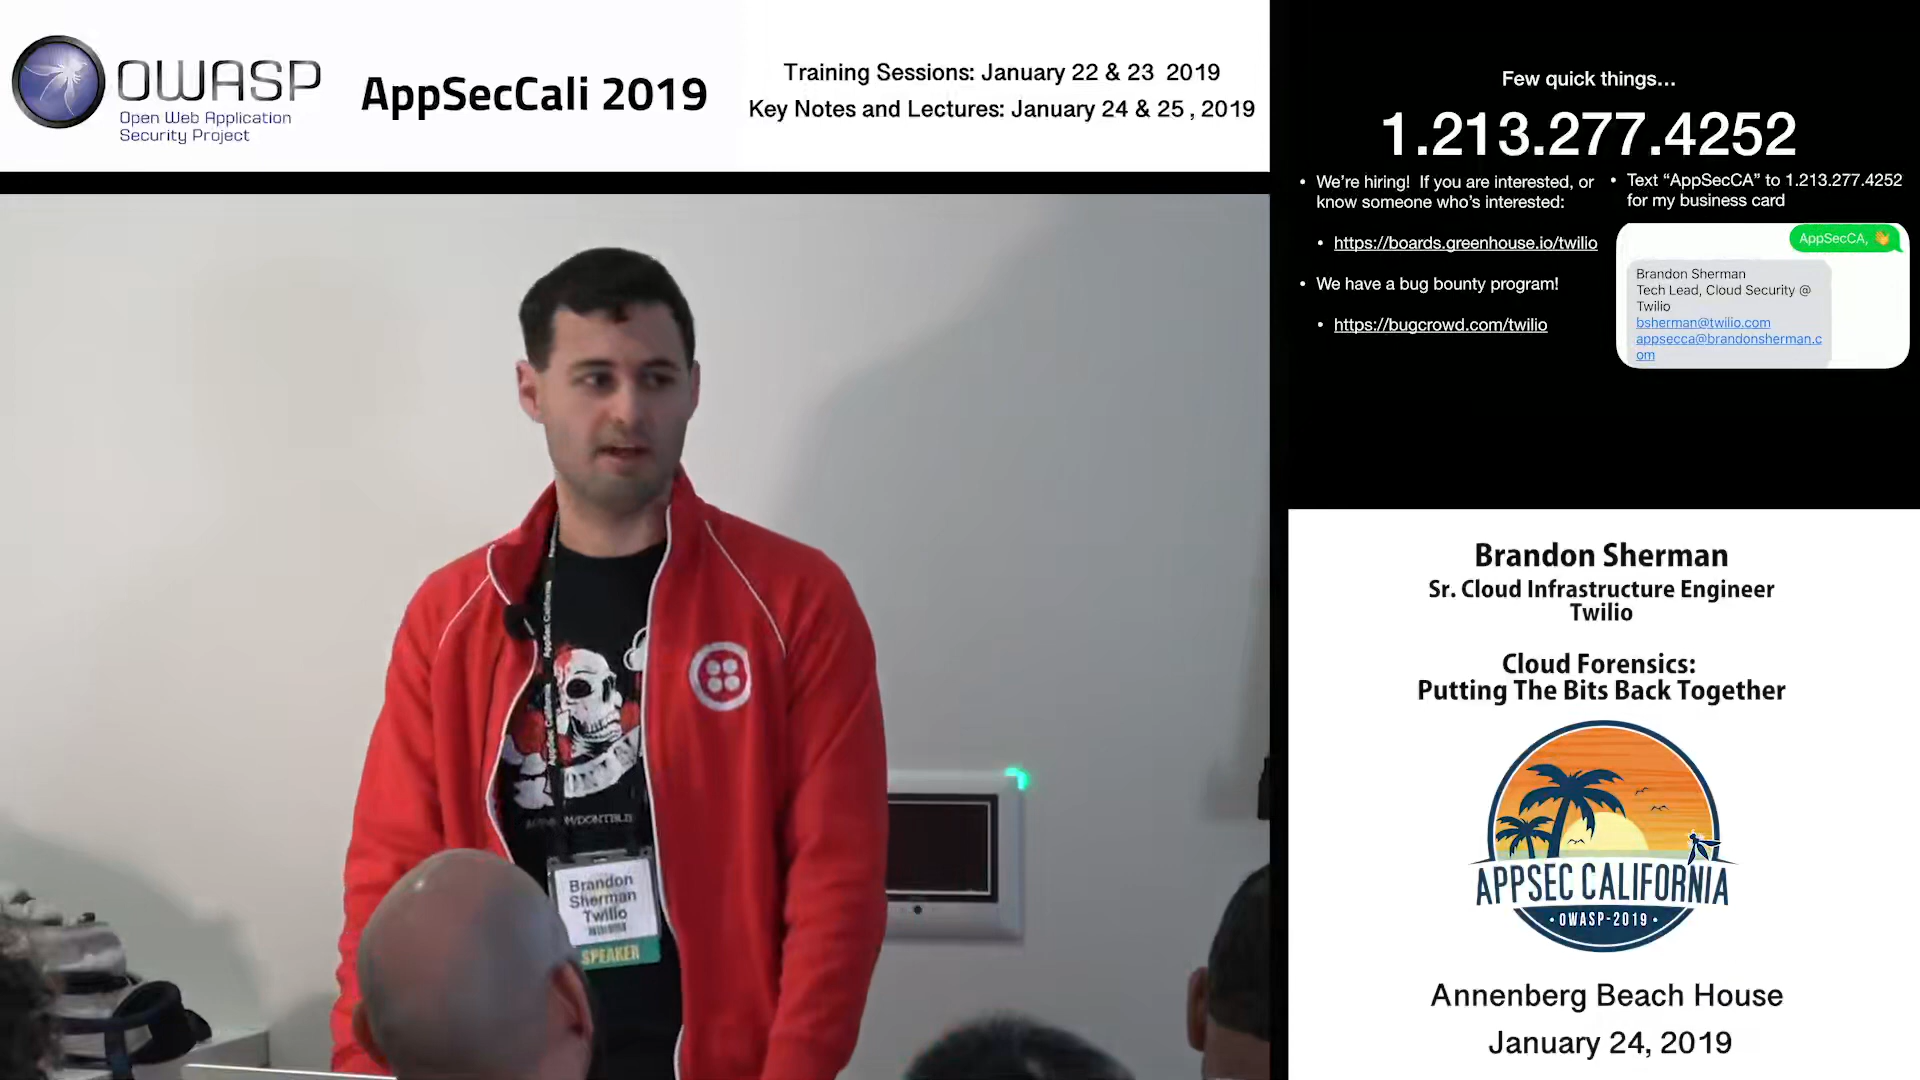 OWASP
Open Web Application
Security Project
AppSecCali 2019
Training Sessions: January 22 & 23 2019
Key Notes and Lectures: January 24 & 25 , 2019
Few quick things...
1.213.277.4252
• We’re hiring! If you are interested, or
know someone who’s interested:
• https://boards.greenhouse.io/twilio
• We have a bug bounty program!
• https://bugcrowd.com/twilio
• Text “AppSecCA” to 1.213.277.4252
for my business card
AppSecCA, 👋
Brandon Sherman
Tech Lead, Cloud Security @
Twilio
bsherman@twilio.com
appsecca@brandonsherman.c
om
Brandon Sherman
Sr. Cloud Infrastructure Engineer
Twilio
Cloud Forensics:
Putting The Bits Back Together
APPSEC CALIFORNIA
• OWASP-2019 •
Annenberg Beach House
January 24, 2019
AppSec California
Brandon
Sherman
Twilio
SPEAKER